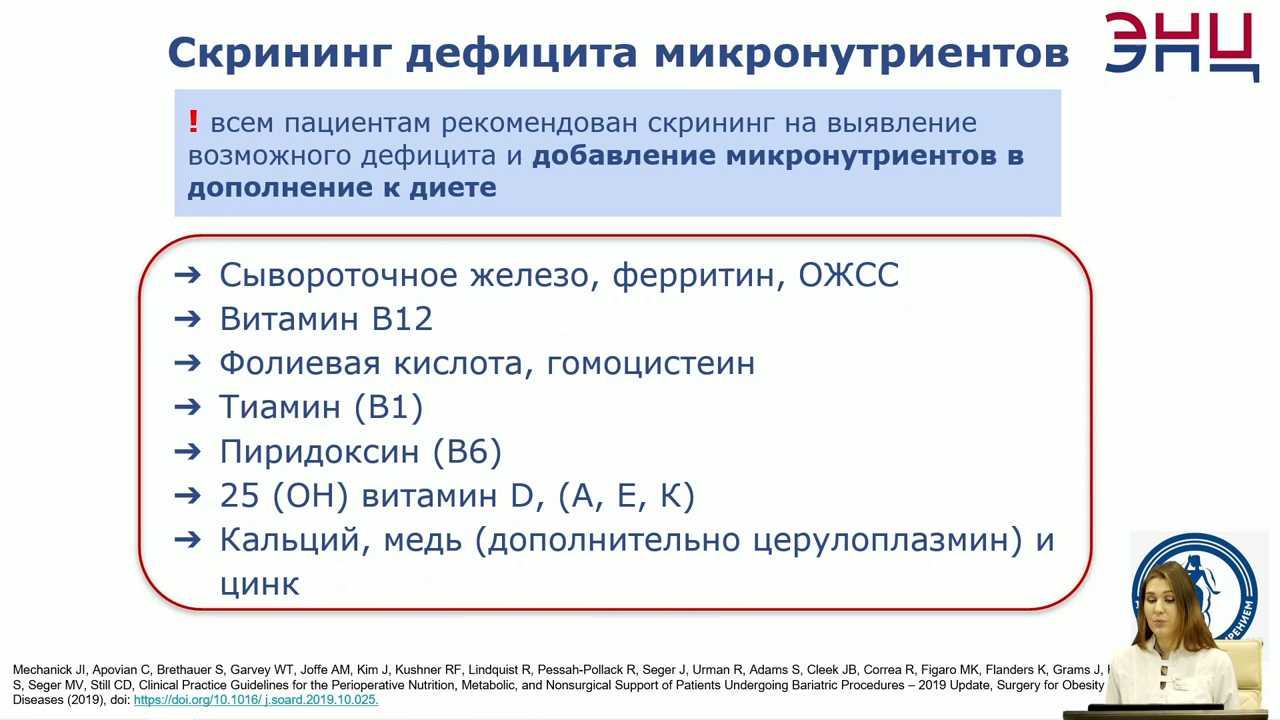 Скрининг дефицита микронутриентов
ЭНЦ
! всем пациентам рекомендован скрининг на выявление
возможного дефицита и добавление микронутриентов в
дополнение к диете
➔ Сывороточное железо, ферритин, ОЖСС
➔ Витамин В12
➔ Фолиевая кислота, гомоцистеин
➔ Тиамин (В1)
➔ Пиридоксин (В6)
➔ 25 (ОН) витамин D, (А, Е, К)
➔ Кальций, медь (дополнительно церулоплазмин) и
цинк
Mechanick JI, Apovian C, Brethauer S, Garvey WT, Joffe AM, Kim J, Kushner RF, Lindquist R, Pessah-Pollack R, Seger J, Urman R, Adams S, Cleek JB, Correa R, Figaro MK, Flanders K, Grams J,
S, Seger MV, Still CD, Clinical Practice Guidelines for the Perioperative Nutrition, Metabolic, and Nonsurgical Support of Patients Undergoing Bariatric Procedures – 2019 Update, Surgery for Obesity
Diseases (2019), doi: https://doi.org/10.1016/ j.soard.2019.10.025.